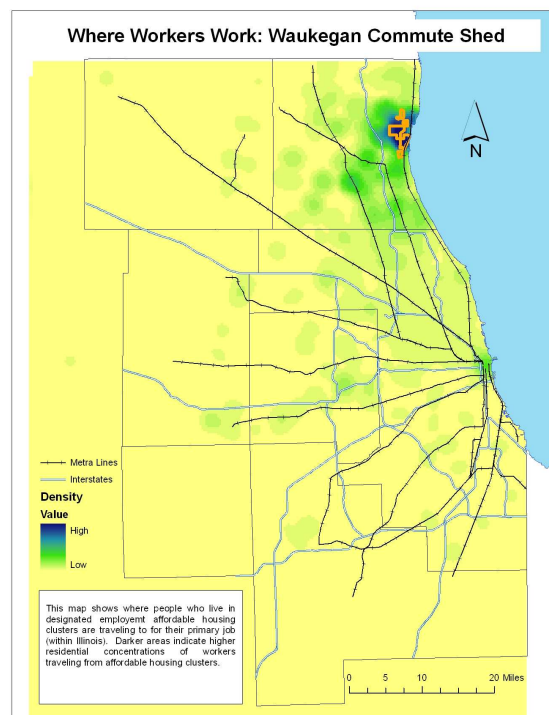 Where Workers Work: Waukegan Commute Shed
N
Metra Lines
Interstates
Density
Value
High
Low
This map shows where people who live in
designated employemt affordable housing
clusters are traveling to for their primary job
(within Illinois). Darker areas indicate higher
residential concentrations of workers
traveling from affordable housing clusters.
0 5 10 20 Miles